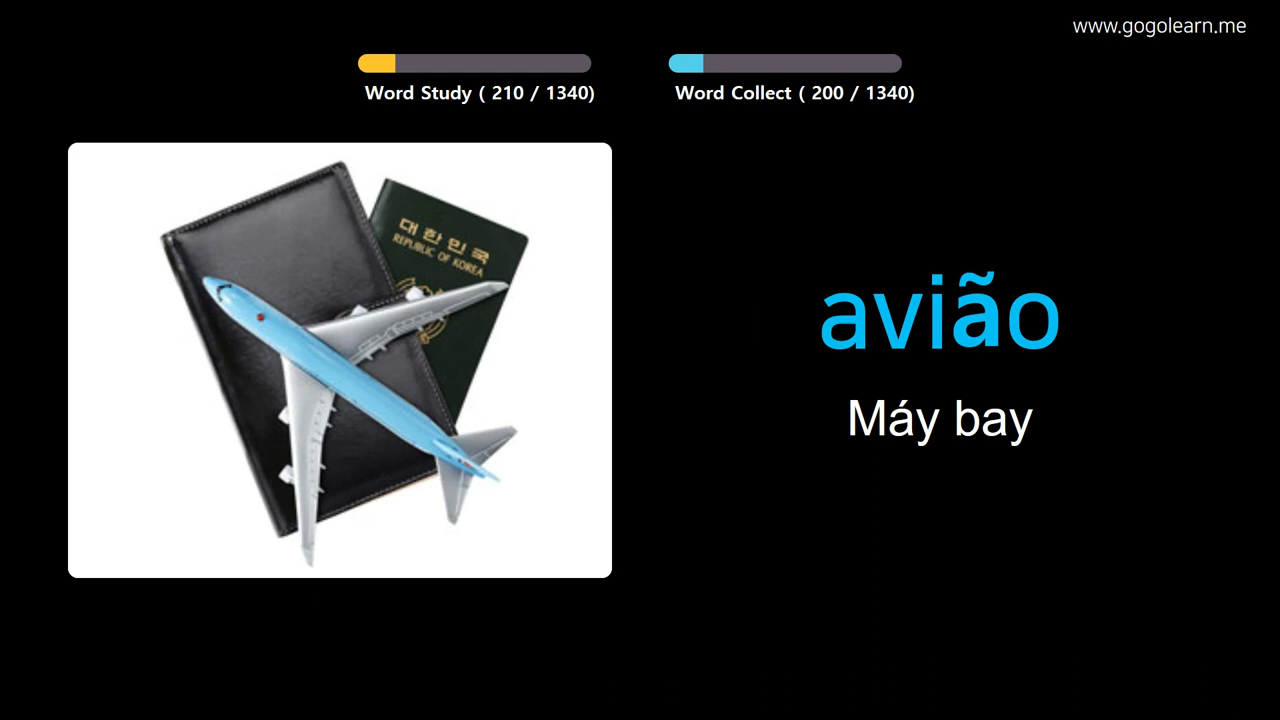 www.gogolearn.me
Word Study ( 210 / 1340)
Word Collect ( 200 / 1340)
대한민국
REPUBLIC OF KOREA
avião
Máy bay